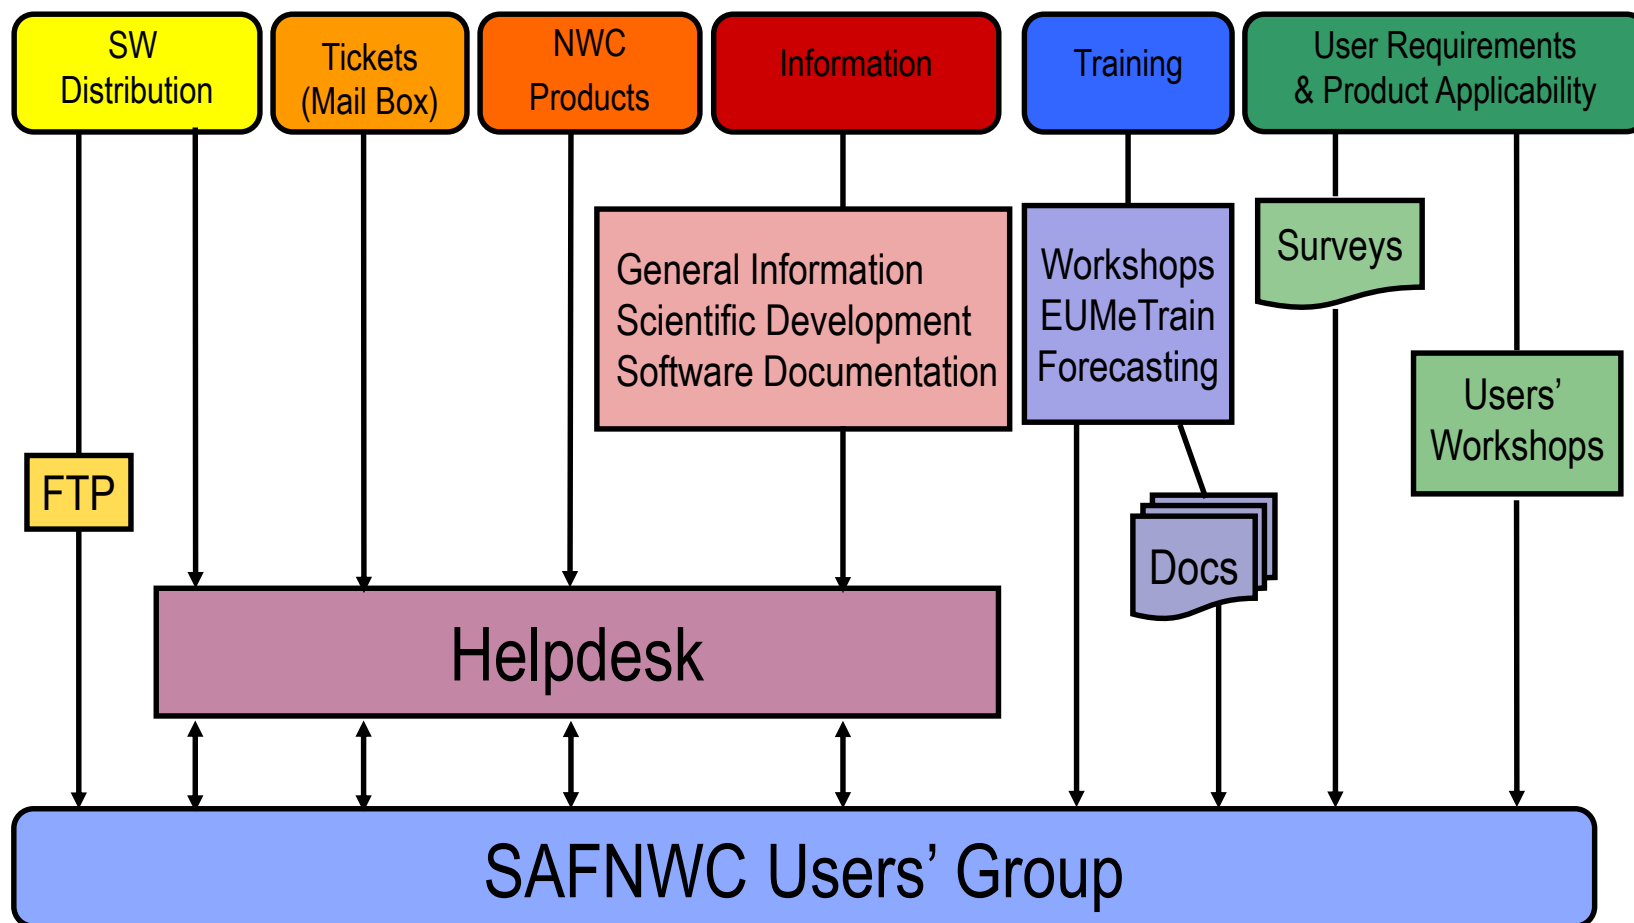 SW
Distribution
Tickets
(Mail Box)
NWC
Products
Information
Training
User Requirements
& Product Applicability
General Information
Scientific Development
Software Documentation
Workshops
EUMeTrain
Forecasting
Surveys
Users’
Workshops
FTP
Docs
Helpdesk
SAFNWC Users’ Group